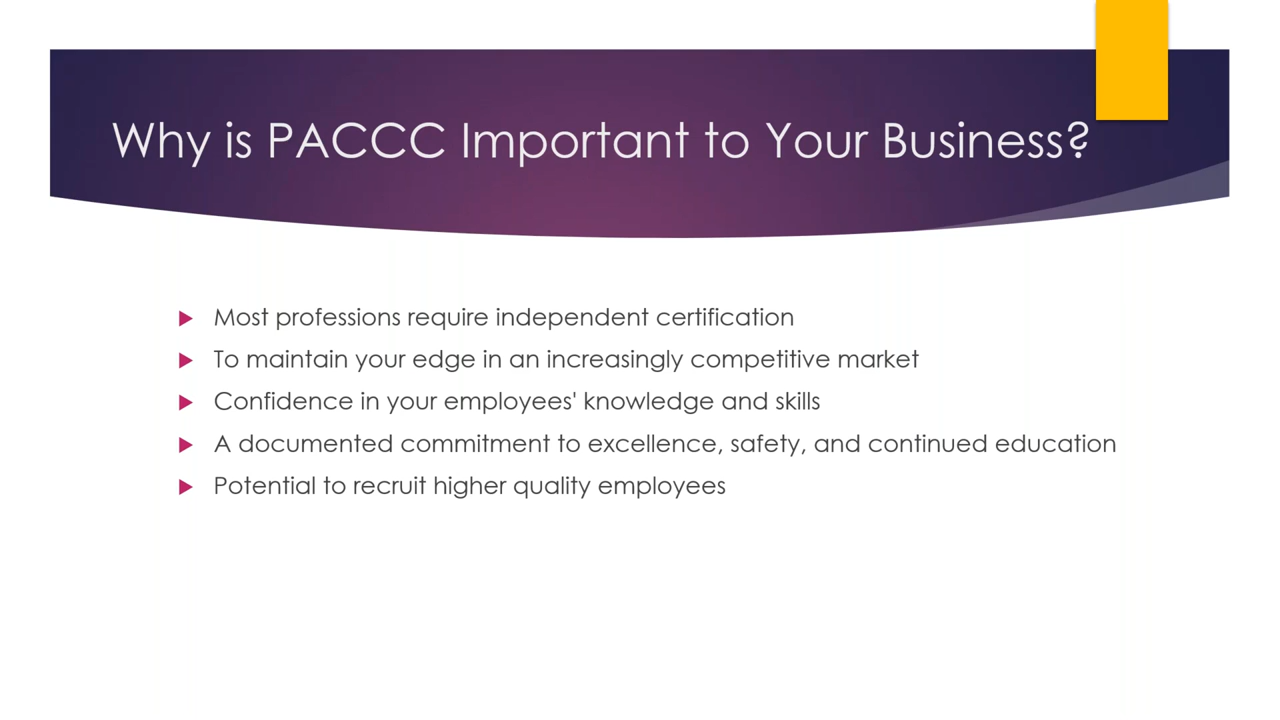 Why is PACCC Important to Your Business?
Most professions require independent certification
To maintain your edge in an increasingly competitive market
Confidence in your employees' knowledge and skills
A documented commitment to excellence, safety, and continued education
Potential to recruit higher quality employees